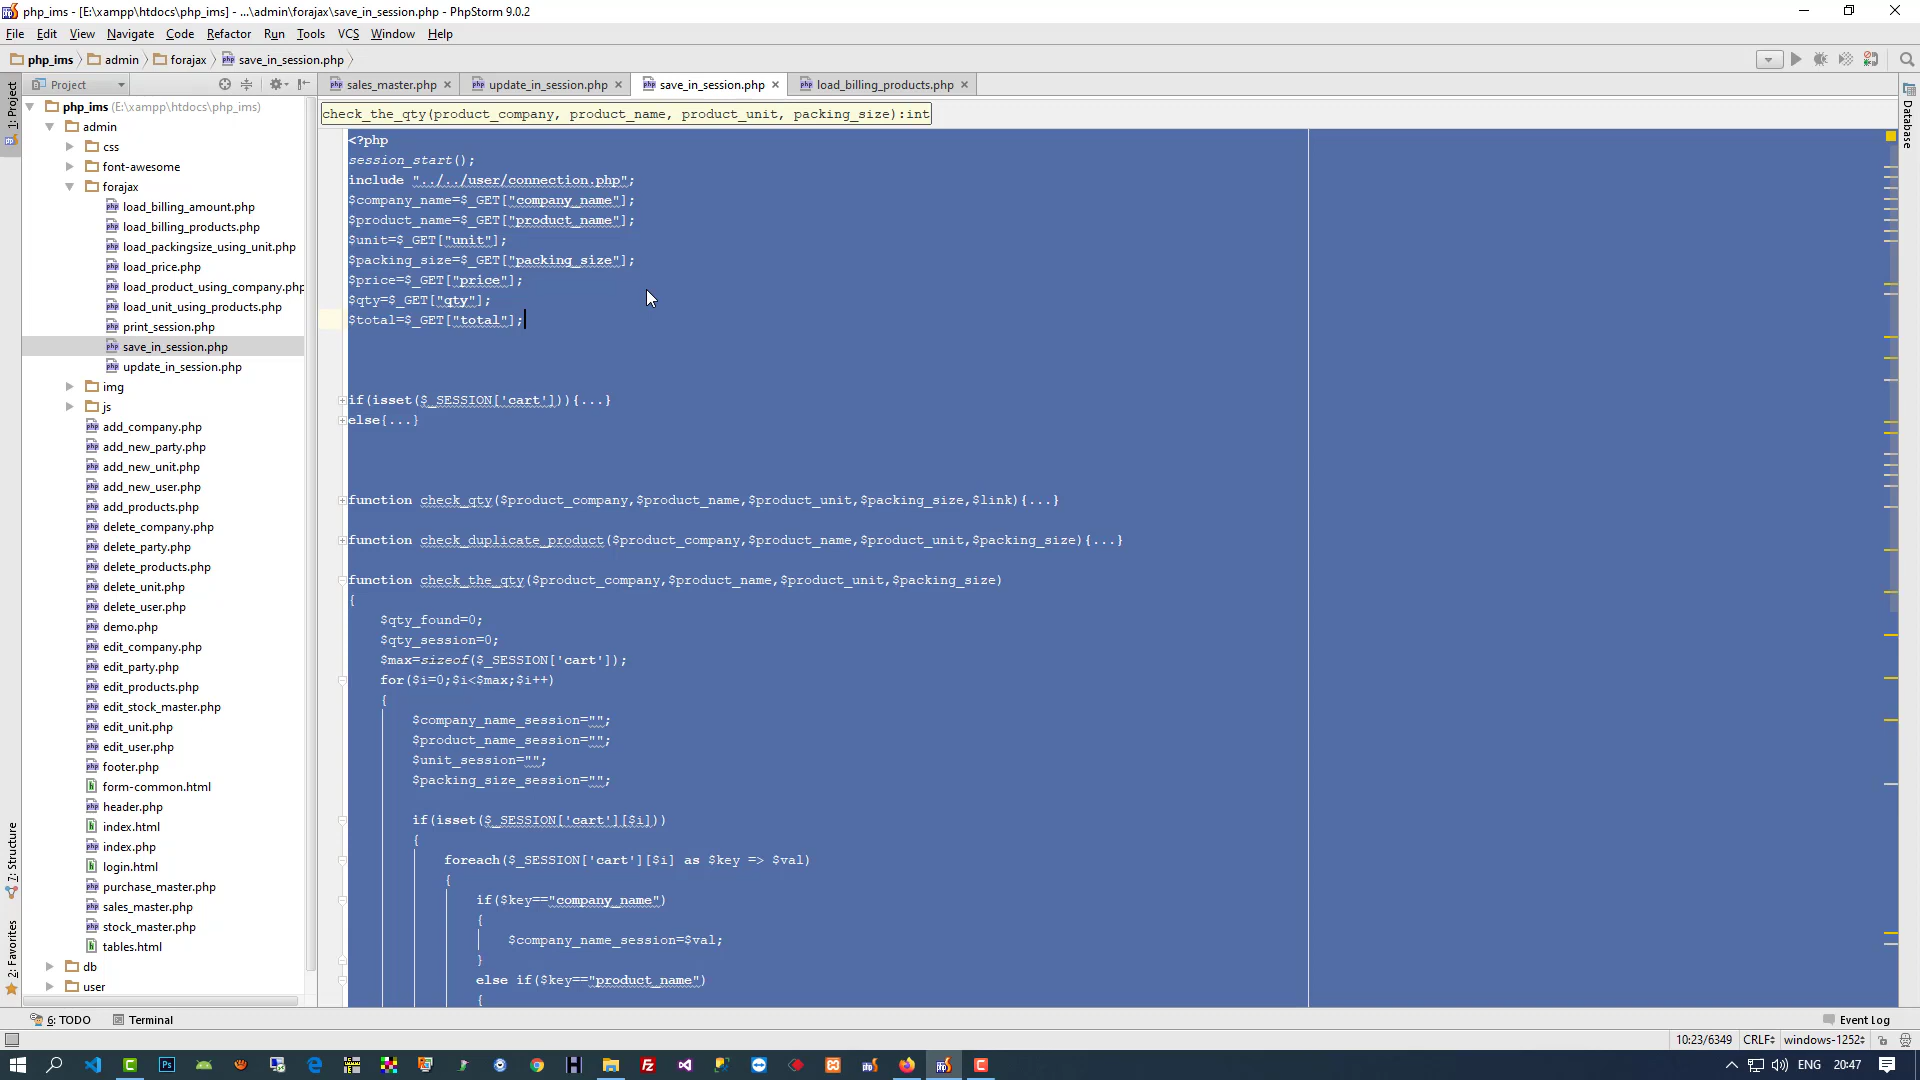 php_ims - [E:\xampp\htdocs\php_ims] - ...\admin\forajax\save_in_session.php - PhpStorm 9.0.2
File Edit View Navigate Code Refactor Run Tools VCS Window Help
php_ims admin forajax save_in_session.php
Project
sales_master.php update_in_session.php save_in_session.php load_billing_products.php
1: Project
7: Structure
2: Favorites
Database
php_ims (E:\xampp\htdocs\php_ims)
admin
css
font-awesome
forajax
load_billing_amount.php
load_billing_products.php
load_packingsize_using_unit.php
load_price.php
load_product_using_company.php
load_unit_using_products.php
print_session.php
save_in_session.php
update_in_session.php
img
js
add_company.php
add_new_party.php
add_new_unit.php
add_new_user.php
add_products.php
delete_company.php
delete_party.php
delete_products.php
delete_unit.php
delete_user.php
demo.php
edit_company.php
edit_party.php
edit_products.php
edit_stock_master.php
edit_unit.php
edit_user.php
footer.php
form-common.html
header.php
index.html
index.php
login.html
purchase_master.php
sales_master.php
stock_master.php
tables.html
db
user
check_the_qty(product_company, product_name, product_unit, packing_size):int
<?php
session_start();
include "../../user/connection.php";
$company_name=$_GET["company_name"];
$product_name=$_GET["product_name"];
$unit=$_GET["unit"];
$packing_size=$_GET["packing_size"];
$price=$_GET["price"];
$qty=$_GET["qty"];
$total=$_GET["total"];
if(isset($_SESSION['cart'])){...}
else{...}
function check_qty($product_company,$product_name,$product_unit,$packing_size,$link){...}
function check_duplicate_product($product_company,$product_name,$product_unit,$packing_size){...}
function check_the_qty($product_company,$product_name,$product_unit,$packing_size)
{
$qty_found=0;
$qty_session=0;
$max=sizeof($_SESSION['cart']);
for($i=0;$i<$max;$i++)
{
$company_name_session="";
$product_name_session="";
$unit_session="";
$packing_size_session="";
if(isset($_SESSION['cart'][$i]))
{
foreach($_SESSION['cart'][$i] as $key => $val)
{
if($key=="company_name")
{
$company_name_session=$val;
}
else if($key=="product_name")
{
6: TODO Terminal Event Log
10:23/6349 CRLF windows-1252
ENG 20:47